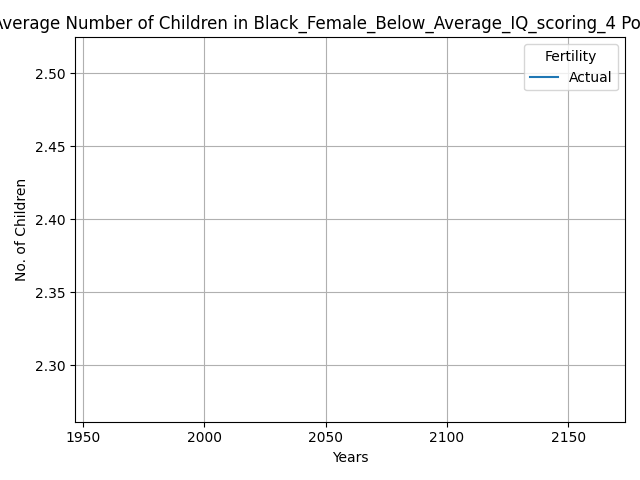 Average Number of Children in Black_Female_Below_Average_IQ_scoring_4 Po
Fertility
Actual
2.50
2.45
2.40
2.35
2.30
No. of Children
1950 2000 2050 2100 2150
Years